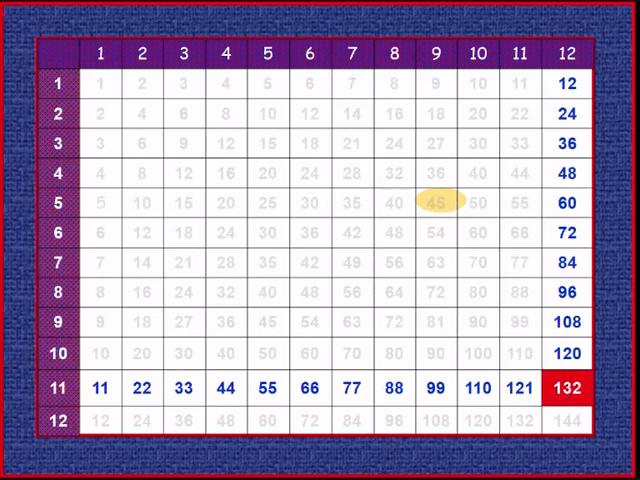 1 2 3 4 5 6 7 8 9 10 11 12
1 1 2 3 4 5 6 7 8 9 10 11 12
2 2 4 6 8 10 12 14 16 18 20 22 24
3 3 6 9 12 15 18 21 24 27 30 33 36
4 4 8 12 16 20 24 28 32 36 40 44 48
5 5 10 15 20 25 30 35 40 45 50 55 60
6 6 12 18 24 30 36 42 48 54 60 66 72
7 7 14 21 28 35 42 49 56 63 70 77 84
8 8 16 24 32 40 48 56 64 72 80 88 96
9 9 18 27 36 45 54 63 72 81 90 99 108
10 10 20 30 40 50 60 70 80 90 100 110 120
11 11 22 33 44 55 66 77 88 99 110 121 132
12 12 24 36 48 60 72 84 96 108 120 132 144